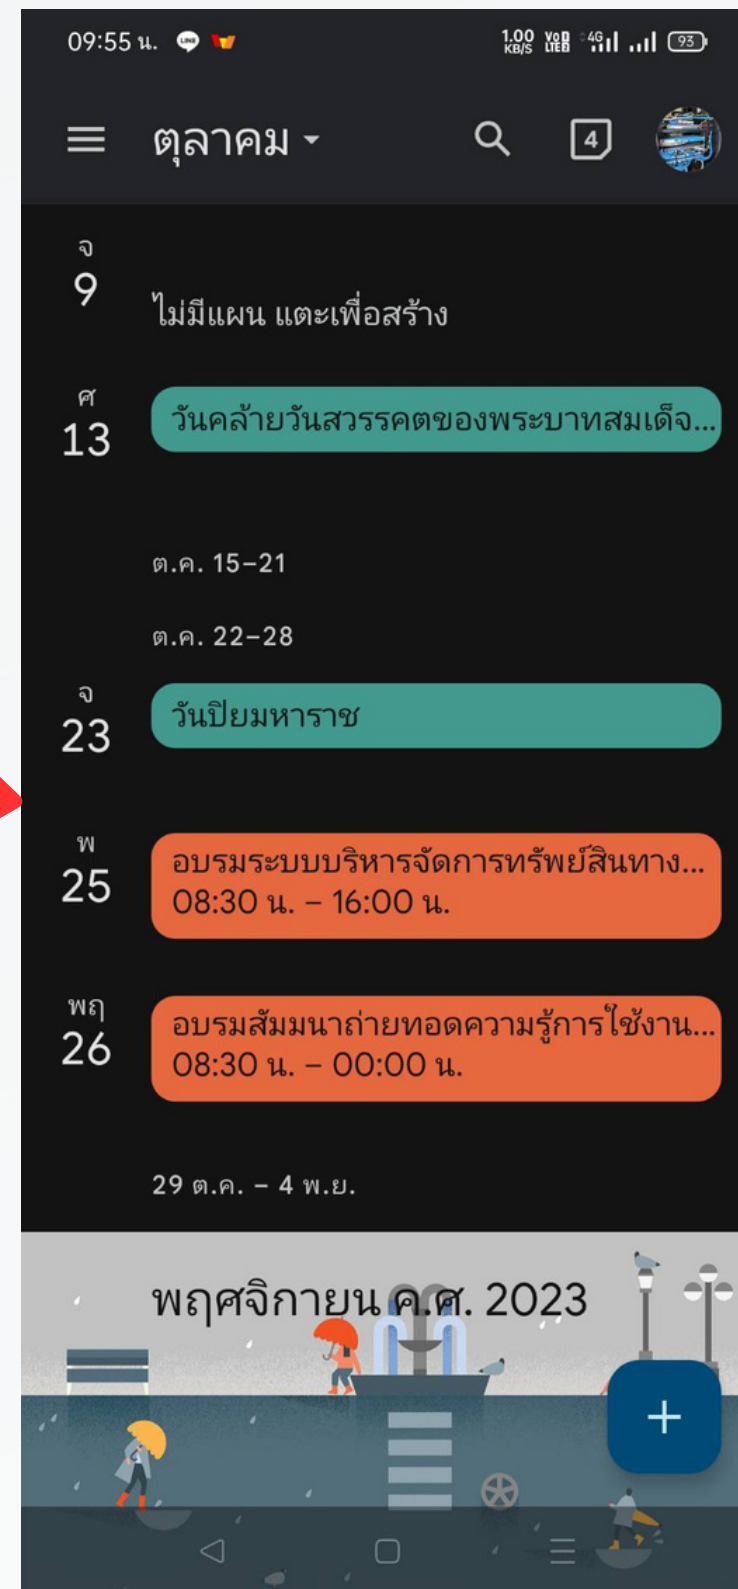 09:55 น. LINE 1.00 KB/S VoD LTE2 4G 93
ตุลาคม 4
จ
9
ไม่มีแผน แตะเพื่อสร้าง
ศ
13
วันคล้ายวันสวรรคตของพระบาทสมเด็จ...
ต.ค. 15–21
ต.ค. 22–28
จ
23
วันปิยมหาราช
พ
25
อบรมระบบบริหารจัดการทรัพย์สินทาง...
08:30 น. – 16:00 น.
พฤ
26
อบรมสัมมนาถ่ายทอดความรู้การใช้งาน...
08:30 น. – 00:00 น.
29 ต.ค. – 4 พ.ย.
พฤศจิกายน ค.ศ. 2023